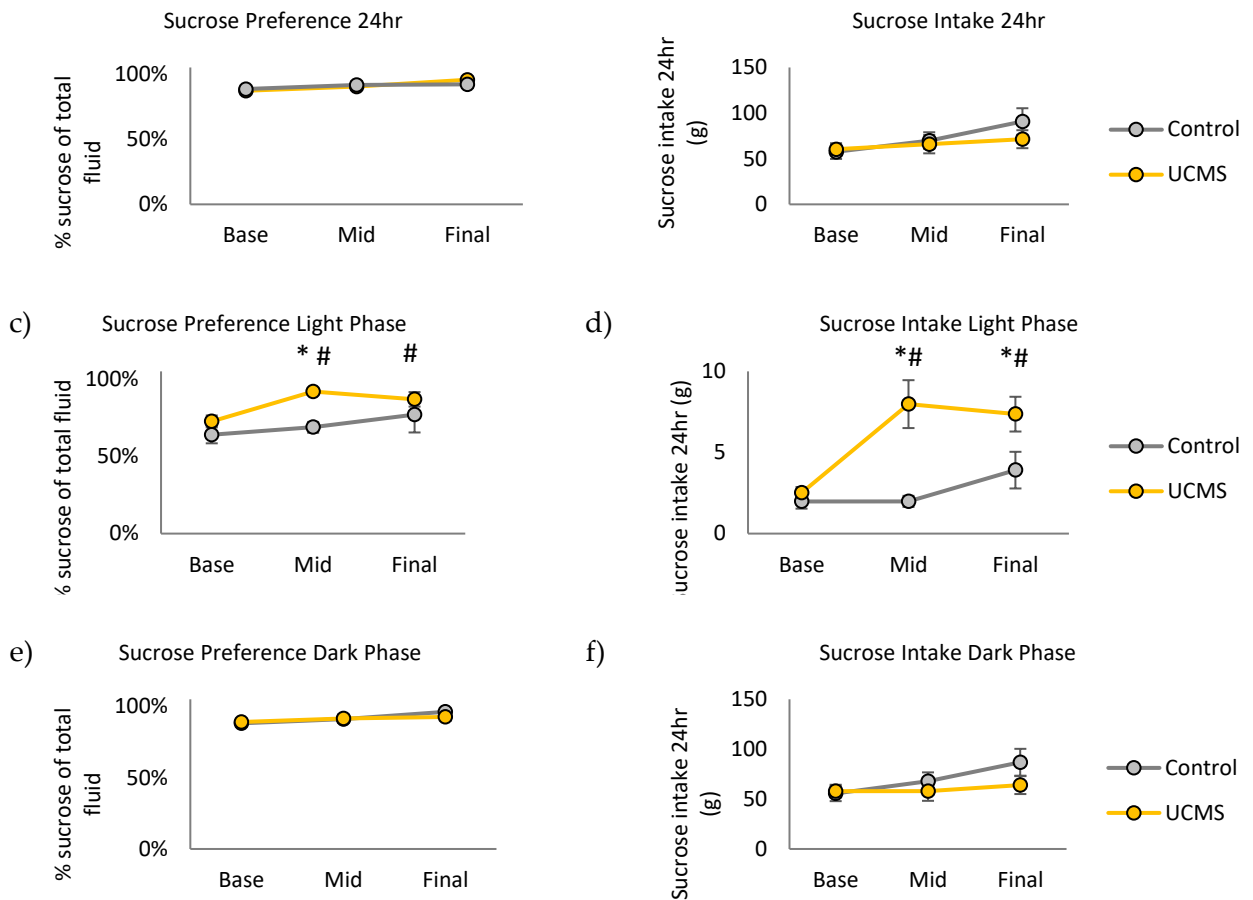 Sucrose Preference 24hr
% sucrose of total
fluid
100%
50%
0%
Base Mid Final
Sucrose Intake 24hr
Sucrose intake 24hr
(g)
150
100
50
0
Base Mid Final
Control
UCMS
c)
Sucrose Preference Light Phase
* # #
% sucrose of total fluid
100%
50%
0%
Base Mid Final
d)
Sucrose Intake Light Phase
*# *#
Sucrose intake 24hr (g)
10
5
0
Base Mid Final
Control
UCMS
e)
Sucrose Preference Dark Phase
% sucrose of total
fluid
100%
50%
0%
Base Mid Final
f)
Sucrose Intake Dark Phase
Sucrose intake 24hr
(g)
150
100
50
0
Base Mid Final
Control
UCMS